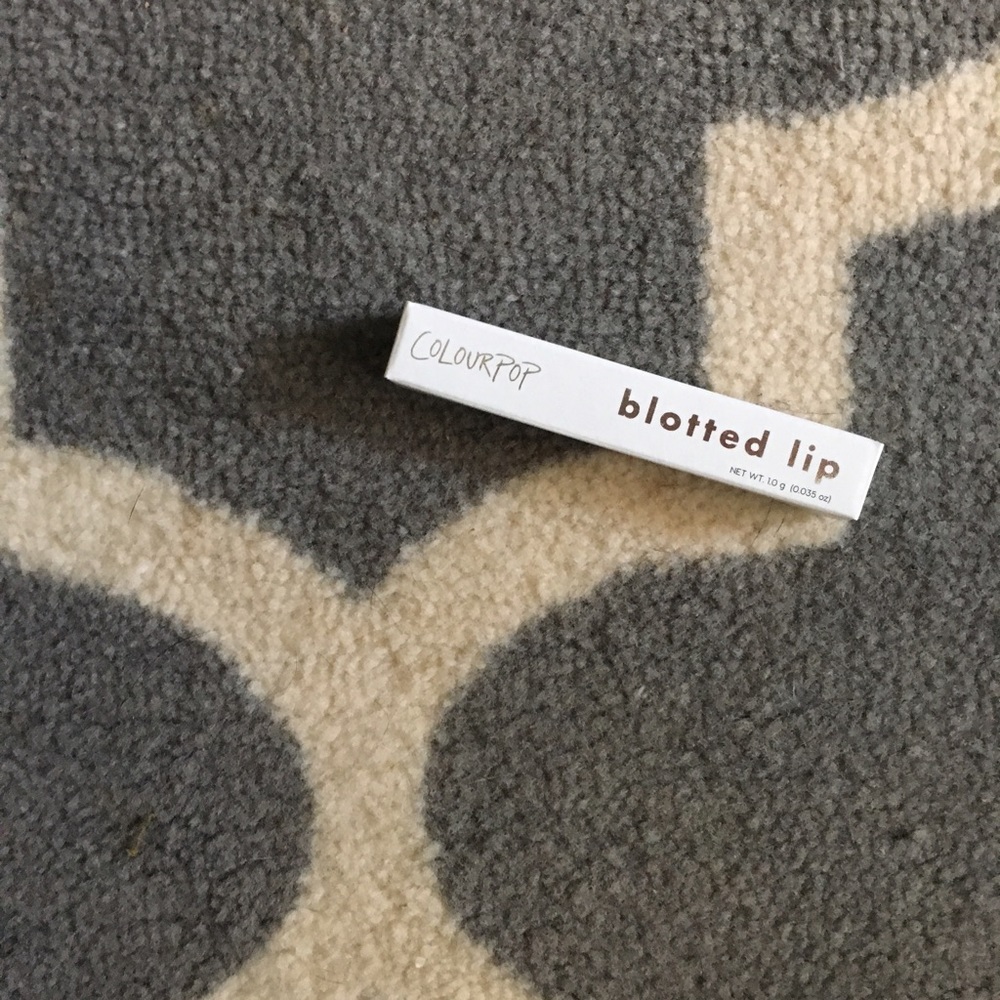 COLOURPOP
blotted lip
NET WT. 1.0 g (0.035 oz)